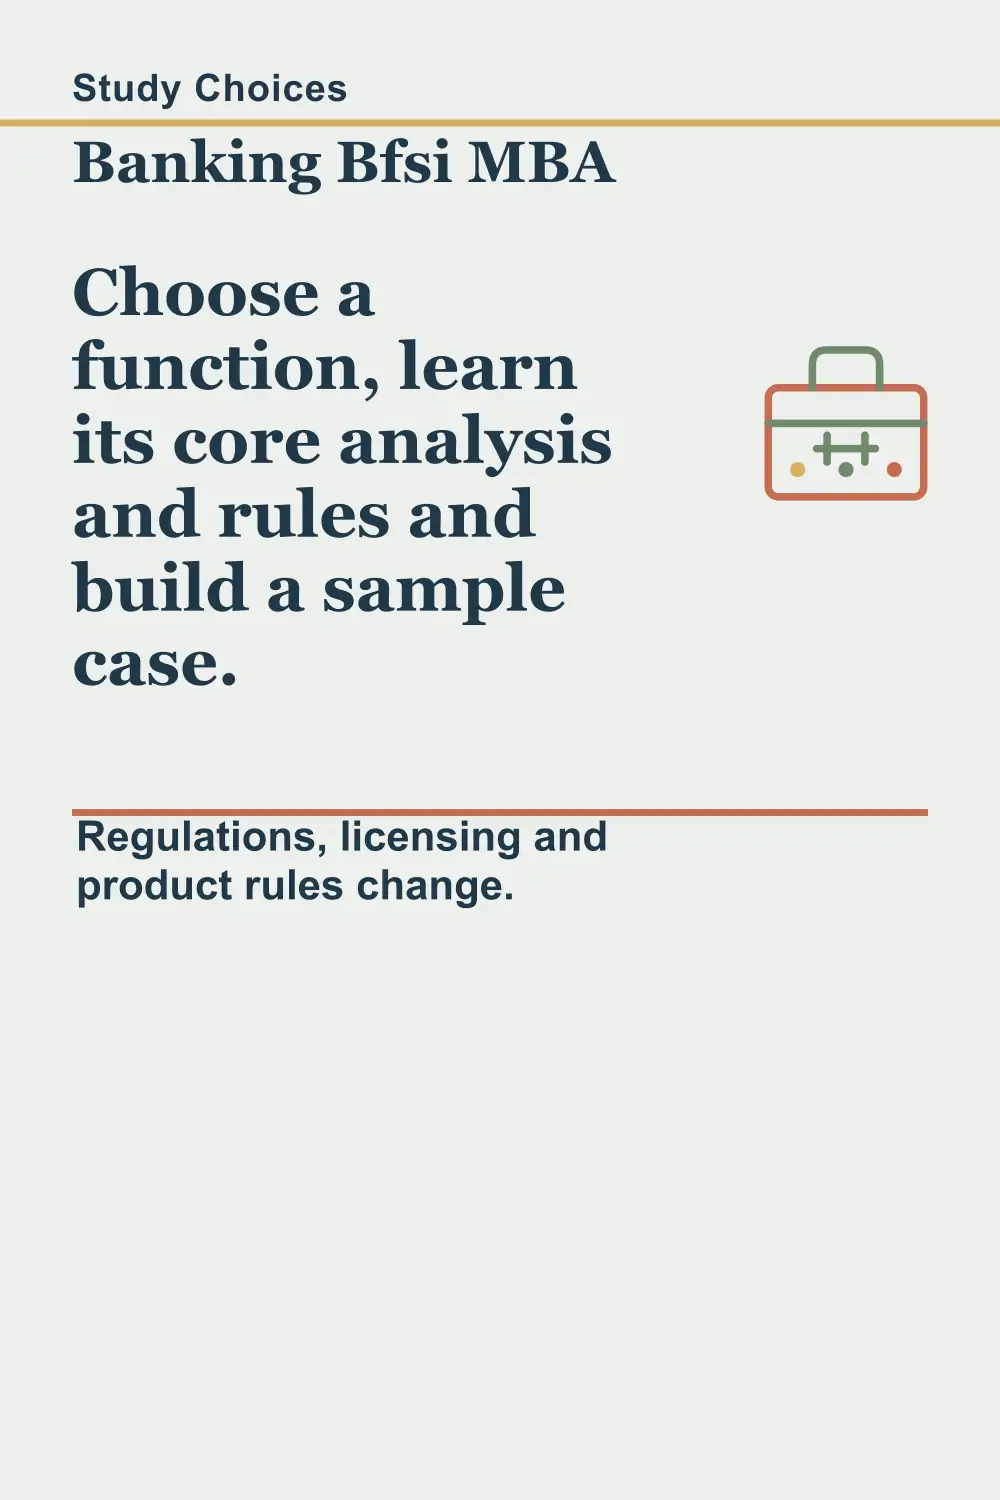 Study Choices
Banking Bfsi MBA
Choose a
function, learn
its core analysis
and rules and
build a sample
case.
Regulations, licensing and
product rules change.